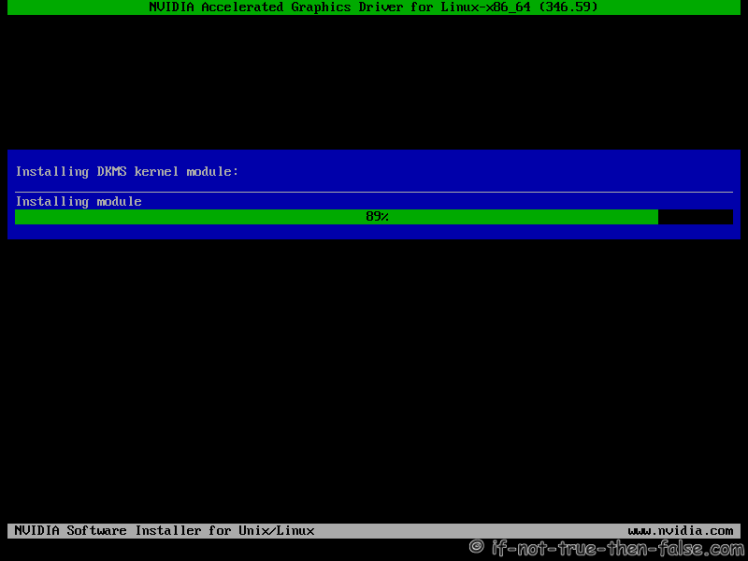 NVIDIA Accelerated Graphics Driver for Linux-x86_64 (346.59)
Installing DKMS kernel module:
Installing module
89%
NVIDIA Software Installer for Unix/Linux www.nvidia.com
© if-not-true-then-false.com